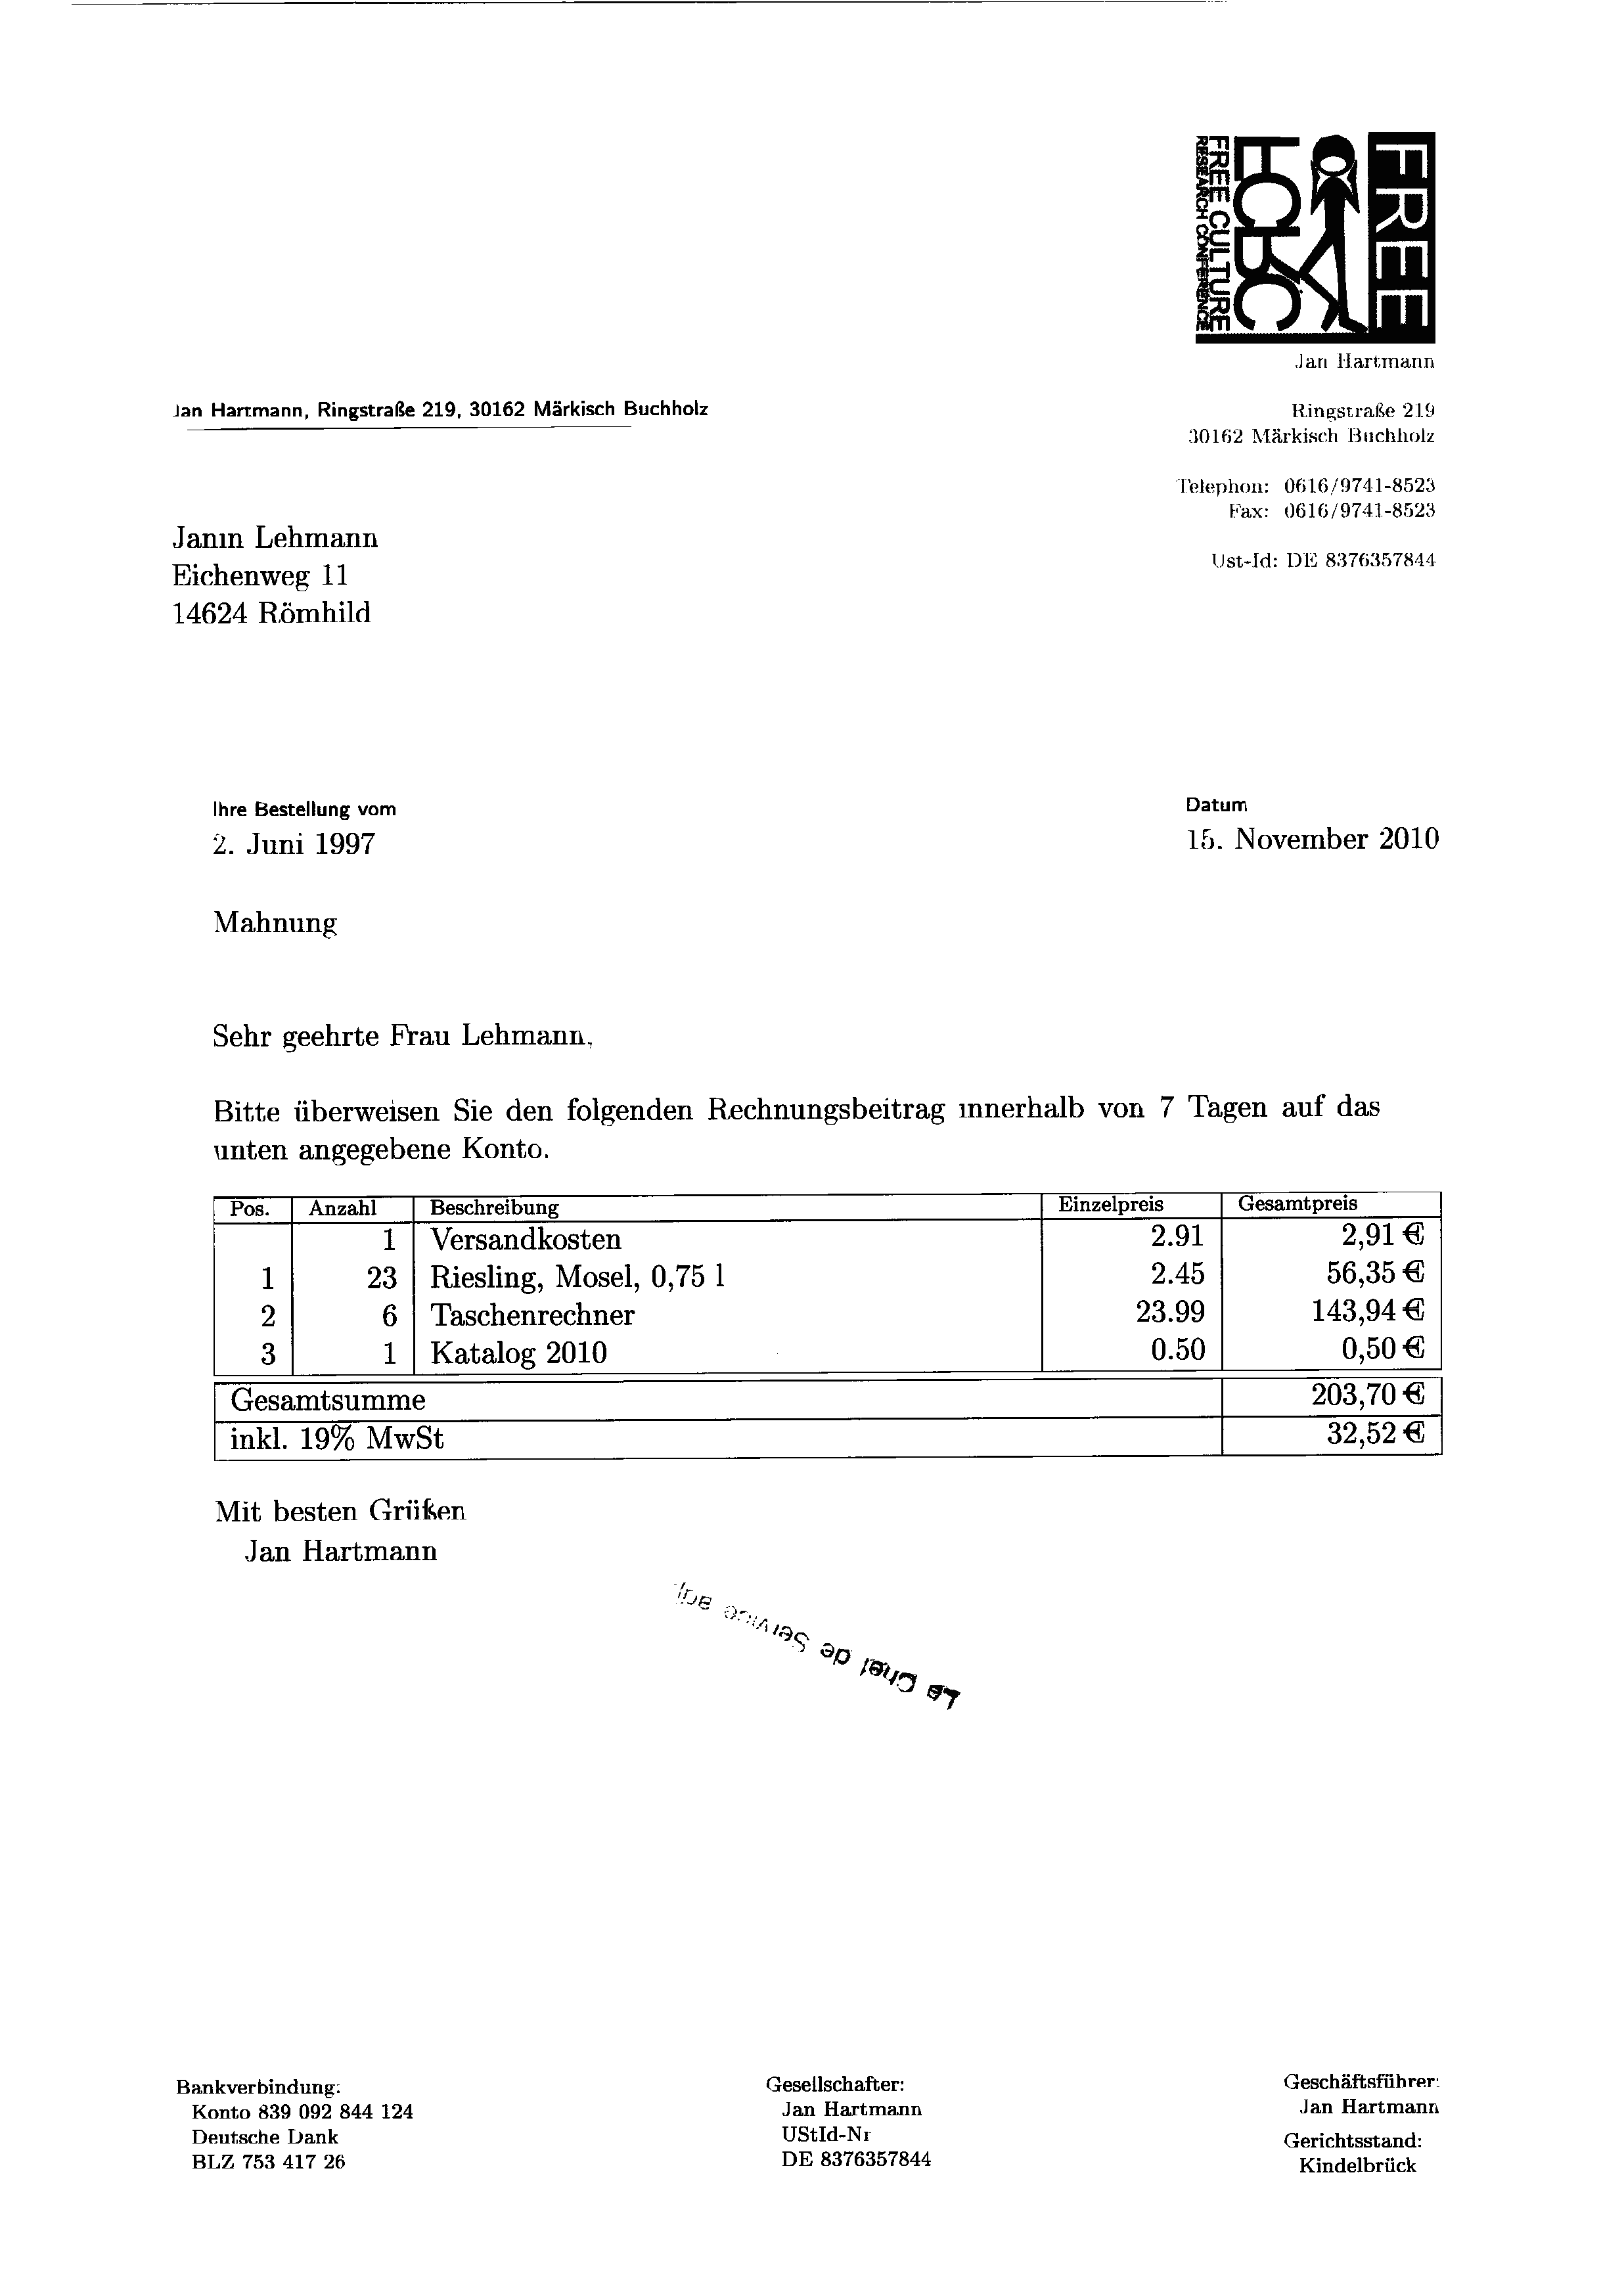 FREE
FCRC
FREE CULTURE
RESEARCH CONFERENCE
Jan Hartmann
Jan Hartmann, Ringstraße 219, 30162 Märkisch Buchholz
Ringstraße 219
30162 Märkisch Buchholz
Telephon: 0616/9741-8523
Fax: 0616/9741-8523
Ust-Id: DE 8376357844
Janin Lehmann
Eichenweg 11
14624 Römhild
Ihre Bestellung vom
2. Juni 1997
Datum
15. November 2010
Mahnung
Sehr geehrte Frau Lehmann,
Bitte überweisen Sie den folgenden Rechnungsbeitrag innerhalb von 7 Tagen auf das
unten angegebene Konto.
Pos. Anzahl Beschreibung Einzelpreis Gesamtpreis
1 Versandkosten 2.91 2,91 €
1 23 Riesling, Mosel, 0,75 l 2.45 56,35 €
2 6 Taschenrechner 23.99 143,94 €
3 1 Katalog 2010 0.50 0,50 €
Gesamtsumme 203,70 €
inkl. 19% MwSt 32,52 €
Mit besten Grüßen
Jan Hartmann
Le Chef de Service
Bankverbindung:
Konto 839 092 844 124
Deutsche Dank
BLZ 753 417 26
Gesellschafter:
Jan Hartmann
UStId-Nr
DE 8376357844
Geschäftsführer:
Jan Hartmann
Gerichtsstand:
Kindelbrück